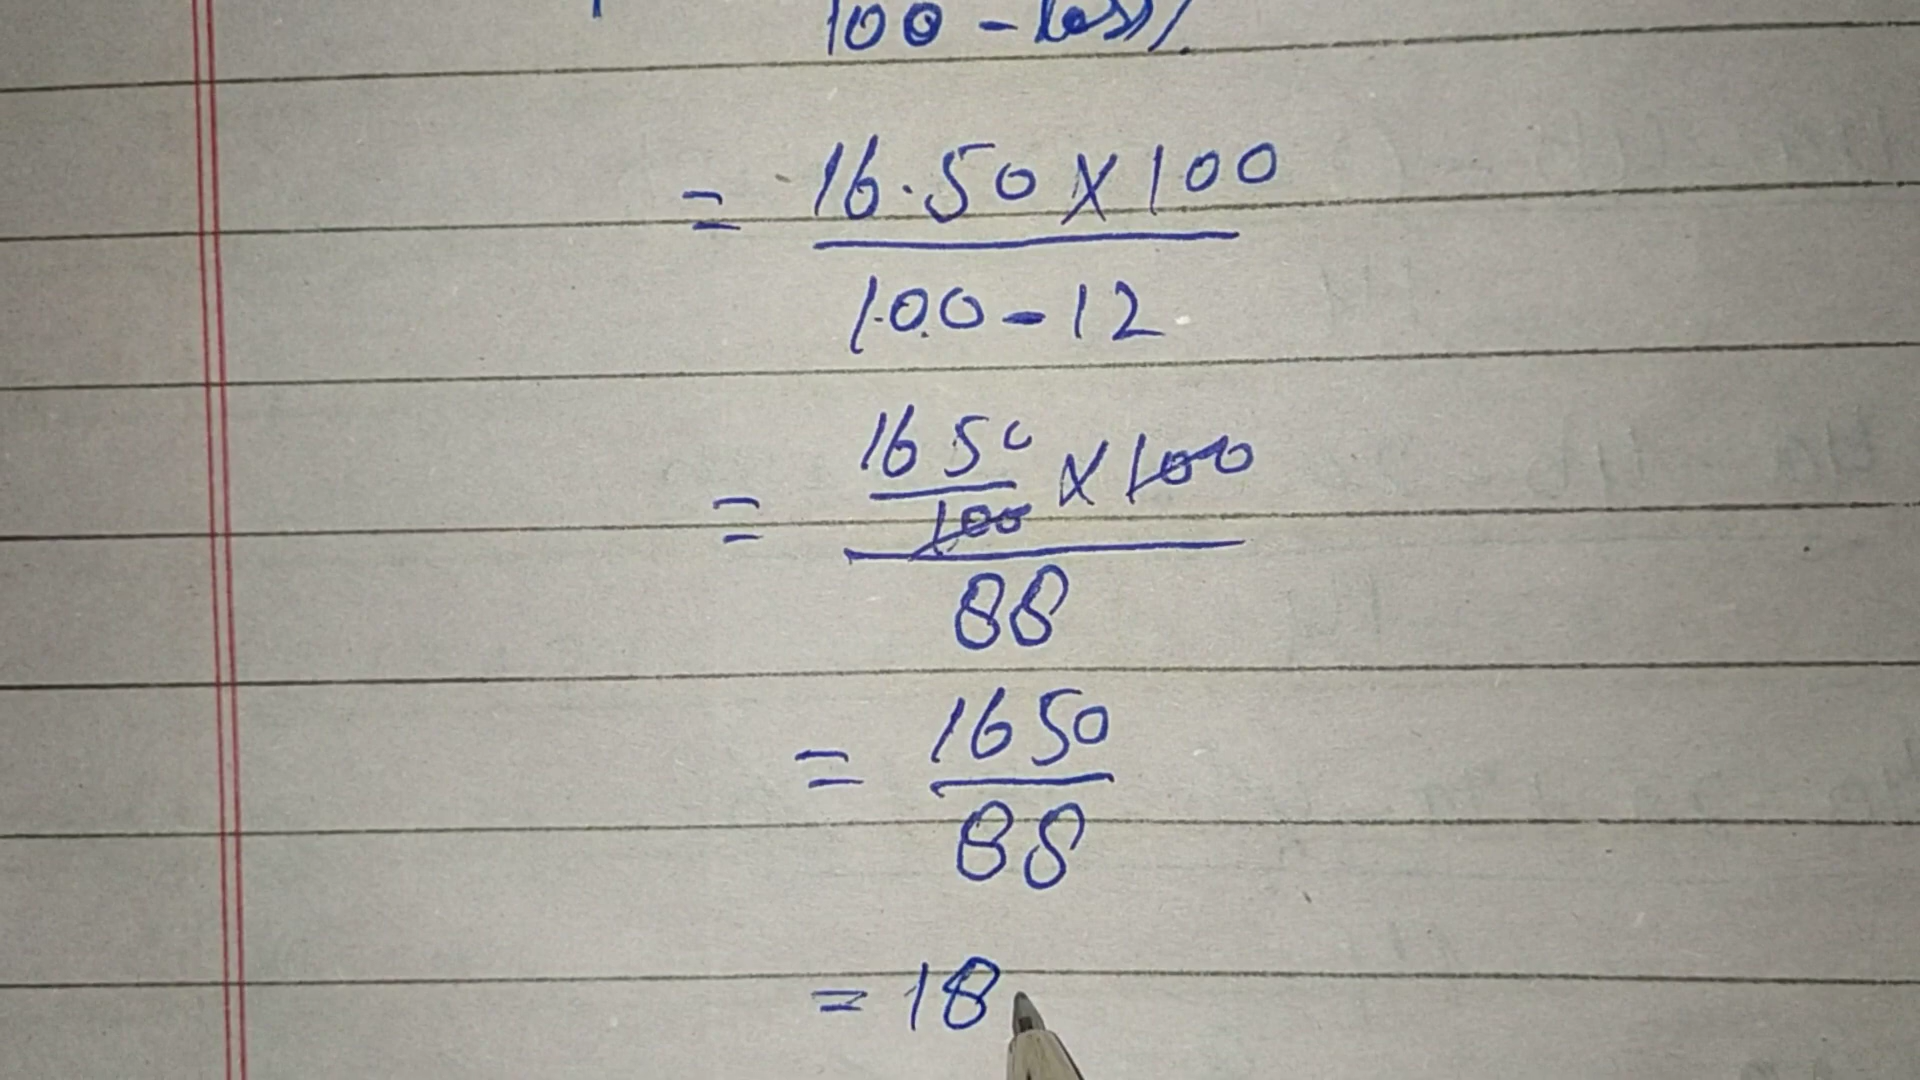 100 - Loss%
= 16.50 X 100
100 - 12
= 1650
100 X 100
88
= 1650
88
= 18